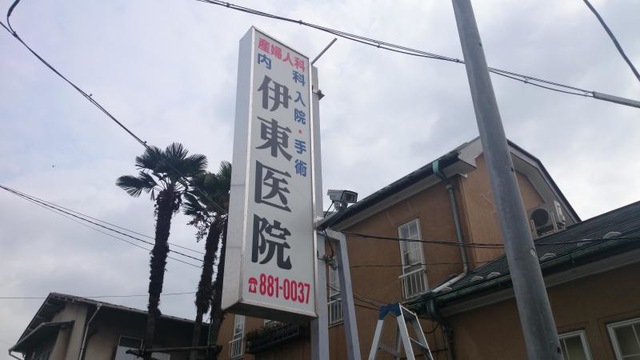 産婦人科
内科
入院・手術
伊東医院
☎881-0037